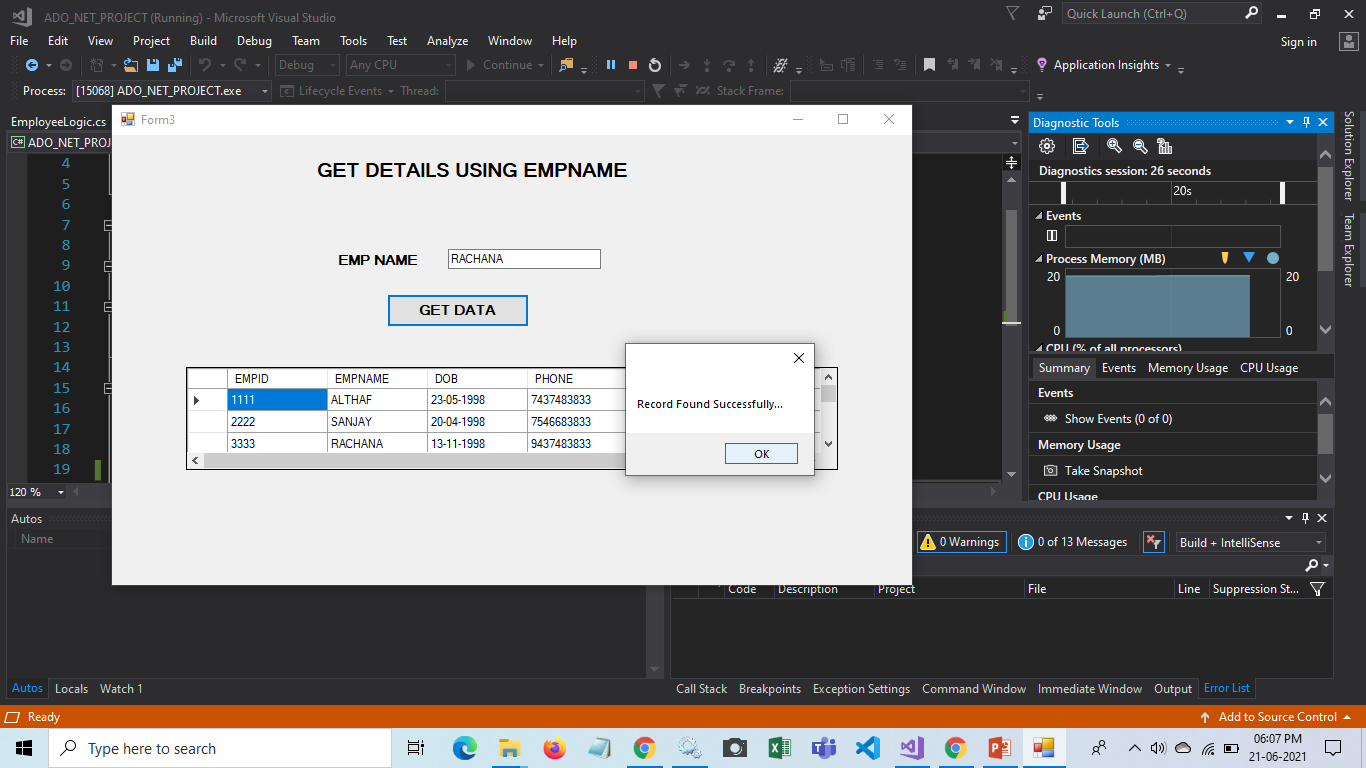 ADO_NET_PROJECT (Running) - Microsoft Visual Studio
Quick Launch (Ctrl+Q)
File Edit View Project Build Debug Team Tools Test Analyze Window Help
Sign in
Debug Any CPU Continue Application Insights
Process: [15068] ADO_NET_PROJECT.exe Lifecycle Events Thread: Stack Frame:
EmployeeLogic.cs
C# ADO_NET_PROJ
4
5
6
7
8
9
10
11
12
13
14
15
16
17
18
19
120 %
Form3
GET DETAILS USING EMPNAME
EMP NAME RACHANA
GET DATA
EMPID EMPNAME DOB PHONE
1111 ALTHAF 23-05-1998 7437483833
2222 SANJAY 20-04-1998 7546683833
3333 RACHANA 13-11-1998 9437483833
Record Found Successfully...
OK
Diagnostic Tools
Diagnostics session: 26 seconds
20s
Events
Process Memory (MB)
20 20
0 0
CPU (% of all processors)
Summary Events Memory Usage CPU Usage
Events
Show Events (0 of 0)
Memory Usage
Take Snapshot
CPU Usage
Solution Explorer
Team Explorer
Autos
Name
0 Warnings 0 of 13 Messages Build + IntelliSense
Code Description Project File Line Suppression St...
Autos Locals Watch 1
Call Stack Breakpoints Exception Settings Command Window Immediate Window Output Error List
Ready
Add to Source Control
Type here to search
06:07 PM
21-06-2021